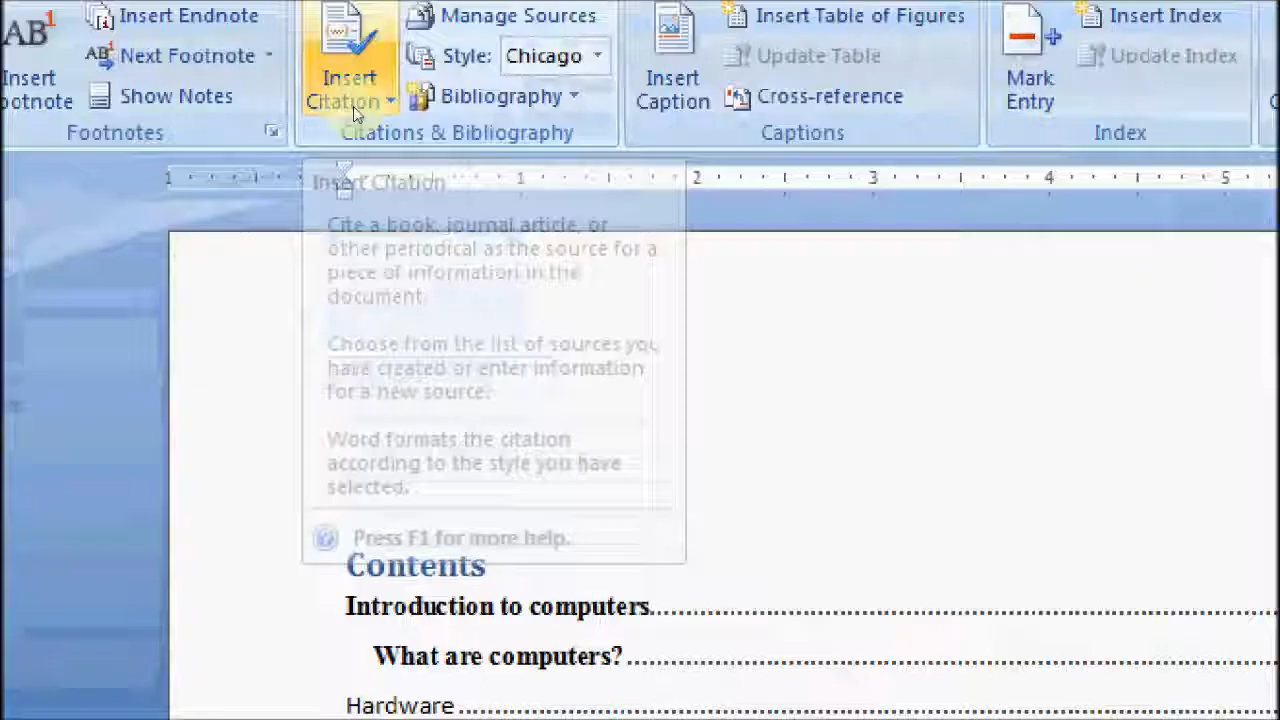 AB1
Insert
ootnote
Insert Endnote
AB1 Next Footnote
Show Notes
Footnotes
Insert
Citation
Manage Sources
Style: Chicago
Bibliography
Citations & Bibliography
Insert
Caption
Insert Table of Figures
Update Table
Cross-reference
Captions
Mark
Entry
Insert Index
Update Index
Index
1 1 2 3 4 5
Insert Citation
Cite a book, journal article, or
other periodical as the source for a
piece of information in the
document.
Choose from the list of sources you
have created or enter information
for a new source.
Word formats the citation
according to the style you have
selected.
Press F1 for more help.
Contents
Introduction to computers
What are computers?
Hardware